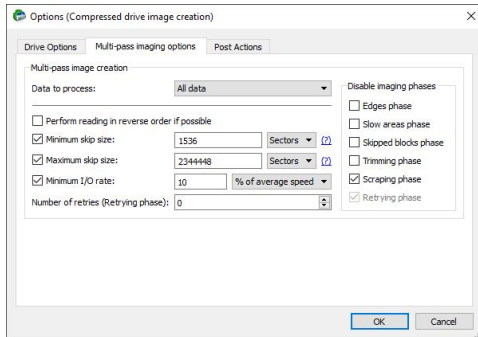 Options (Compressed drive image creation)
Drive Options Multi-pass imaging options Post Actions
Multi-pass image creation
Data to process: All data
Perform reading in reverse order if possible
Minimum skip size: 1536 Sectors (?)
Maximum skip size: 2344448 Sectors (?)
Minimum I/O rate: 10 % of average speed
Number of retries (Retrying phase): 0
Disable imaging phases
Edges phase
Slow areas phase
Skipped blocks phase
Trimming phase
Scraping phase
Retrying phase
OK Cancel